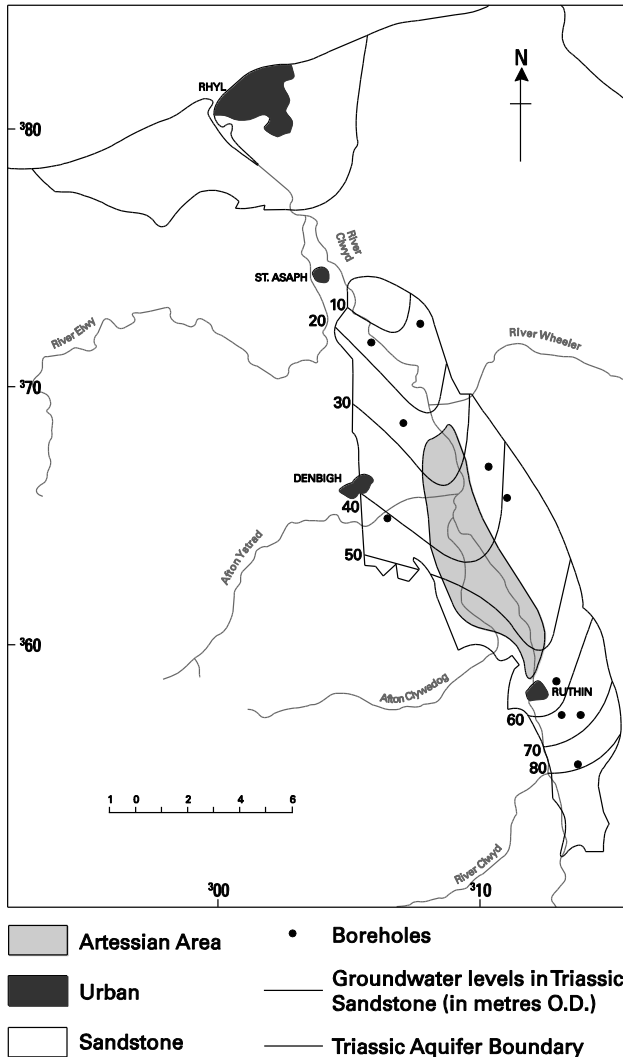 N
RHYL
³80
River
Clwyd
ST. ASAPH
10
20
River Elwy
River Wheeler
³70
30
DENBIGH
40
Afton Ystrad
50
³60
Afton Clywedog
RUTHIN
60
70
80
1 0 2 4 6
River Clwyd
³00
³10
Artessian Area
Boreholes
Urban
Groundwater levels in Triassic
Sandstone (in metres O.D.)
Sandstone
Triassic Aquifer Boundary